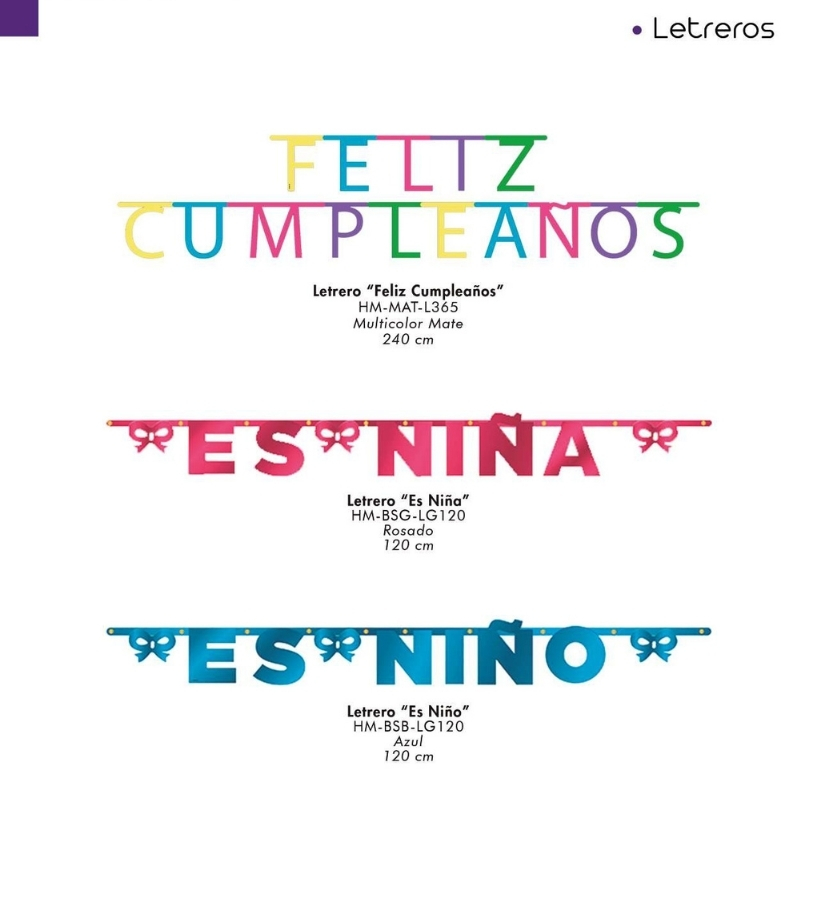 • Letreros
FELIZ
CUMPLEAÑOS
Letrero “Feliz Cumpleaños”
HM-MAT-L365
Multicolor Mate
240 cm
ES NIÑA
Letrero “Es Niña”
HM-BSG-LG120
Rosado
120 cm
ES NIÑO
Letrero “Es Niño”
HM-BSB-LG120
Azul
120 cm